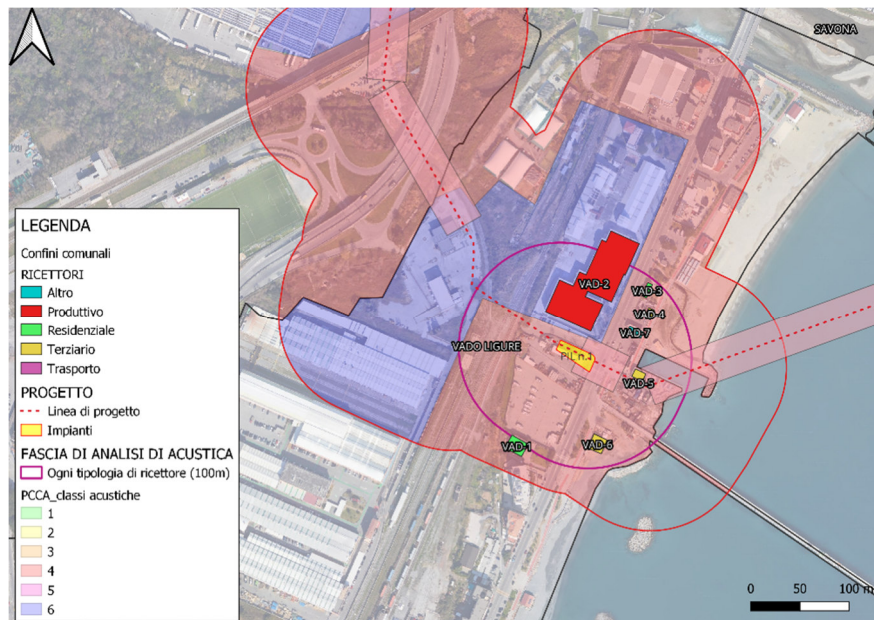 SAVONA
LEGENDA
Confini comunali
RICETTORI
Altro
Produttivo
Residenziale
Terziario
Trasporto
PROGETTO
Linea di progetto
Impianti
FASCIA DI ANALISI DI ACUSTICA
Ogni tipologia di ricettore (100m)
PCCA_classi acustiche
1
2
3
4
5
6
VAD-2
VAD-3
VAD-4
VAD-7
VADO LIGURE
PIL n.1
VAD-5
VAD-1
VAD-6
0 50 100 m